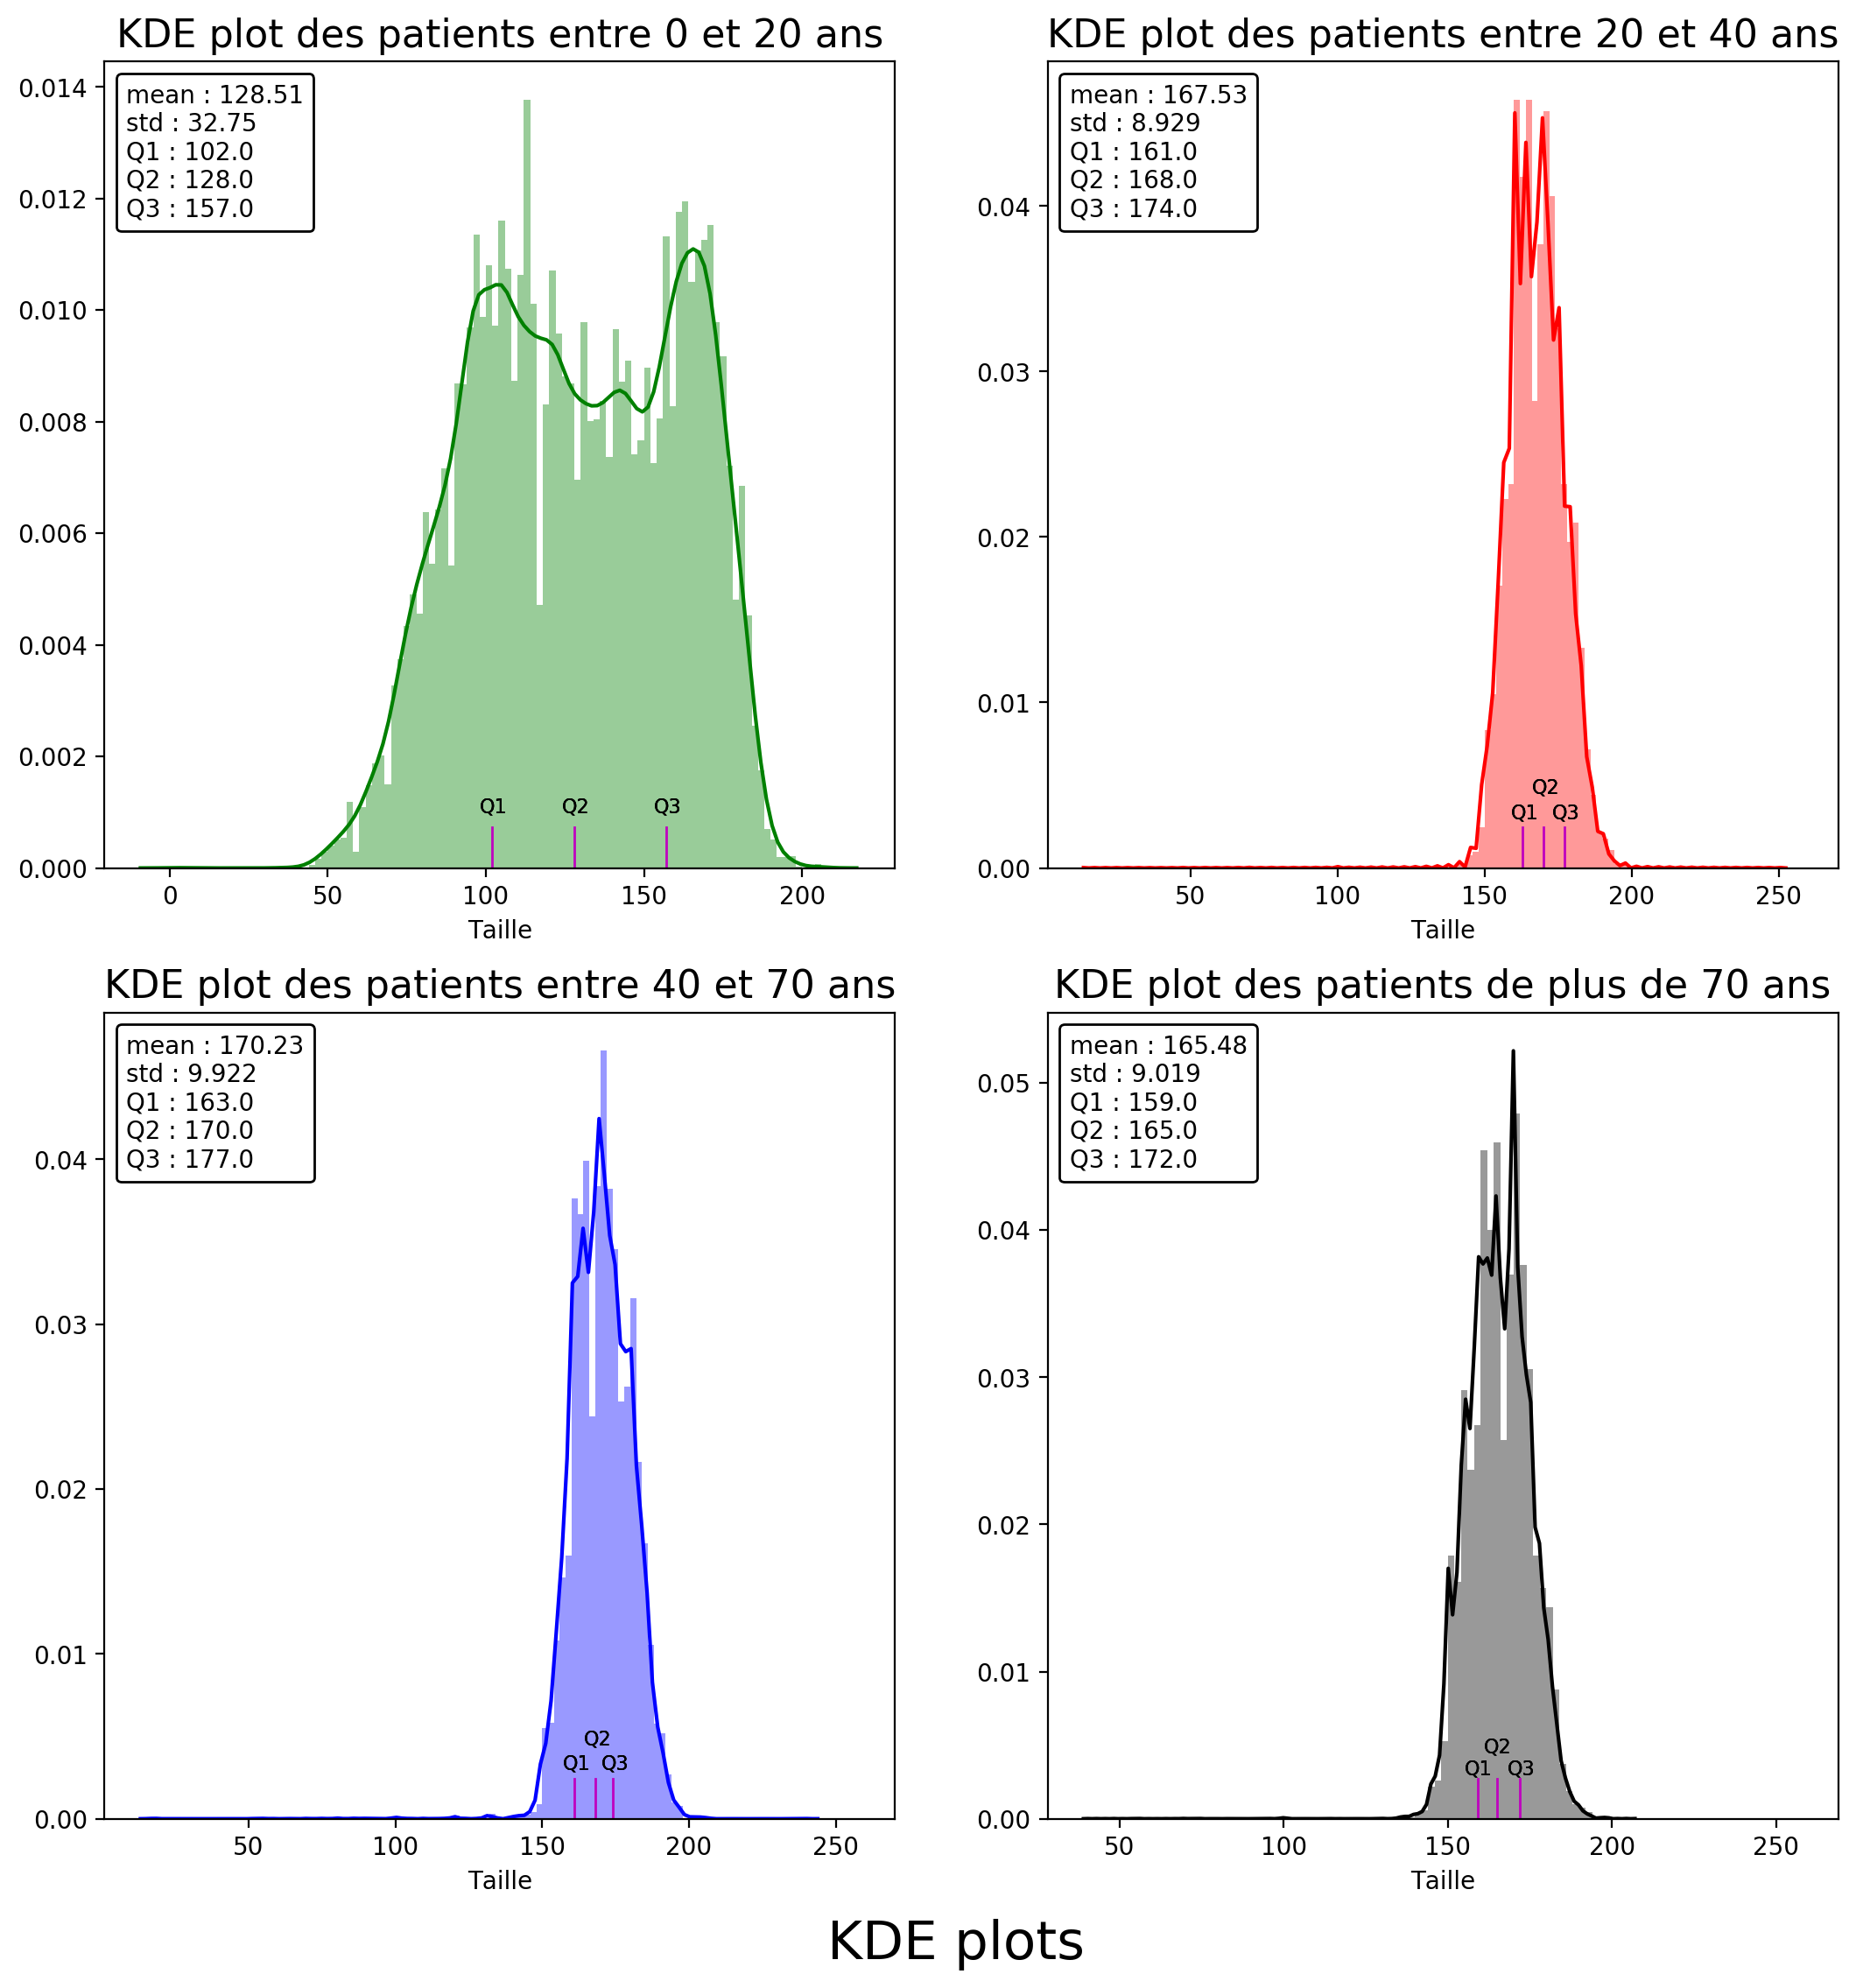 KDE plot des patients entre 0 et 20 ans
mean : 128.51
std : 32.75
Q1 : 102.0
Q2 : 128.0
Q3 : 157.0
0.014
0.012
0.010
0.008
0.006
0.004
0.002
0.000
Q1 Q2 Q3
0 50 100 150 200
Taille
KDE plot des patients entre 20 et 40 ans
mean : 167.53
std : 8.929
Q1 : 161.0
Q2 : 168.0
Q3 : 174.0
0.04
0.03
0.02
0.01
0.00
Q2
Q1 Q3
50 100 150 200 250
Taille
KDE plot des patients entre 40 et 70 ans
mean : 170.23
std : 9.922
Q1 : 163.0
Q2 : 170.0
Q3 : 177.0
0.04
0.03
0.02
0.01
0.00
Q2
Q1 Q3
50 100 150 200 250
Taille
KDE plot des patients de plus de 70 ans
mean : 165.48
std : 9.019
Q1 : 159.0
Q2 : 165.0
Q3 : 172.0
0.05
0.04
0.03
0.02
0.01
0.00
Q2
Q1 Q3
50 100 150 200 250
Taille
KDE plots